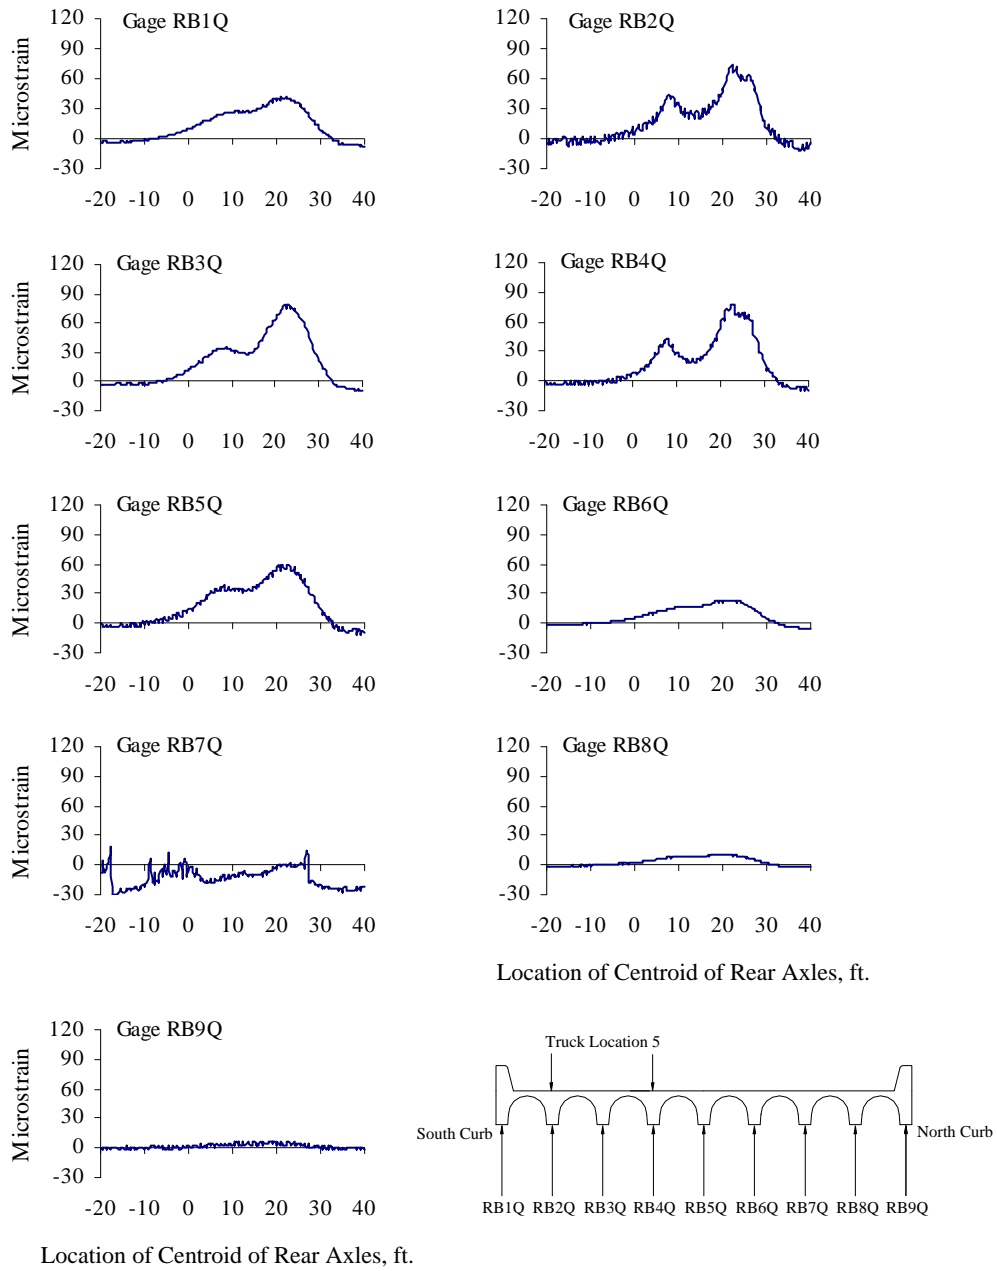 Gage RB1Q
120
90
60
30
0
-30
Microstrain
-20 -10 0 10 20 30 40
Gage RB2Q
120
90
60
30
0
-30
-20 -10 0 10 20 30 40
Gage RB3Q
120
90
60
30
0
-30
Microstrain
-20 -10 0 10 20 30 40
Gage RB4Q
120
90
60
30
0
-30
-20 -10 0 10 20 30 40
Gage RB5Q
120
90
60
30
0
-30
Microstrain
-20 -10 0 10 20 30 40
Gage RB6Q
120
90
60
30
0
-30
-20 -10 0 10 20 30 40
Gage RB7Q
120
90
60
30
0
-30
Microstrain
-20 -10 0 10 20 30 40
Gage RB8Q
120
90
60
30
0
-30
-20 -10 0 10 20 30 40
Location of Centroid of Rear Axles, ft.
Gage RB9Q
120
90
60
30
0
-30
Microstrain
-20 -10 0 10 20 30 40
Location of Centroid of Rear Axles, ft.
Truck Location 5
South Curb
North Curb
RB1Q RB2Q RB3Q RB4Q RB5Q RB6Q RB7Q RB8Q RB9Q